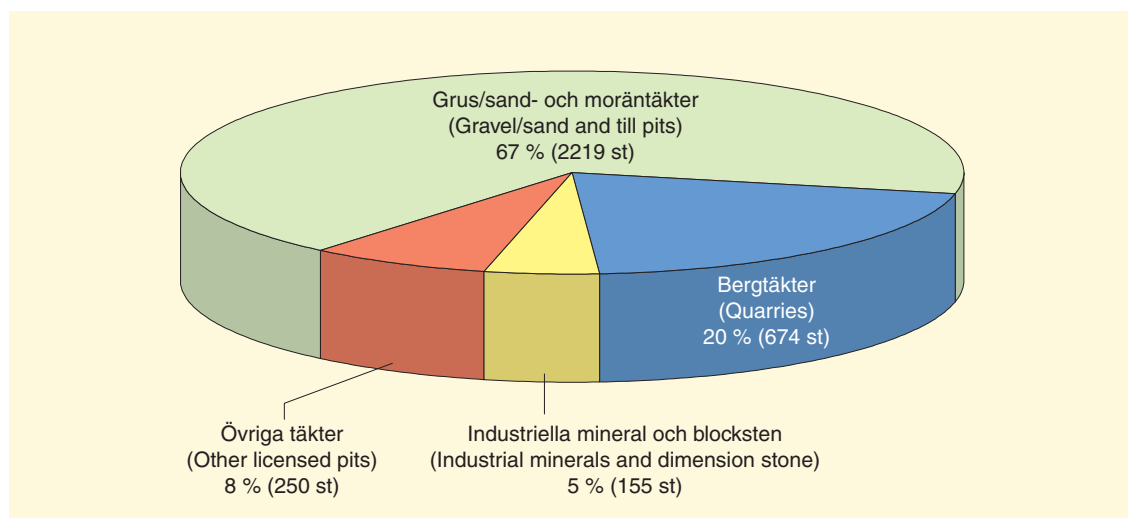 Grus/sand- och moräntäkter
(Gravel/sand and till pits)
67 % (2219 st)
Bergtäkter
(Quarries)
20 % (674 st)
Övriga täkter
(Other licensed pits)
8 % (250 st)
Industriella mineral och blocksten
(Industrial minerals and dimension stone)
5 % (155 st)